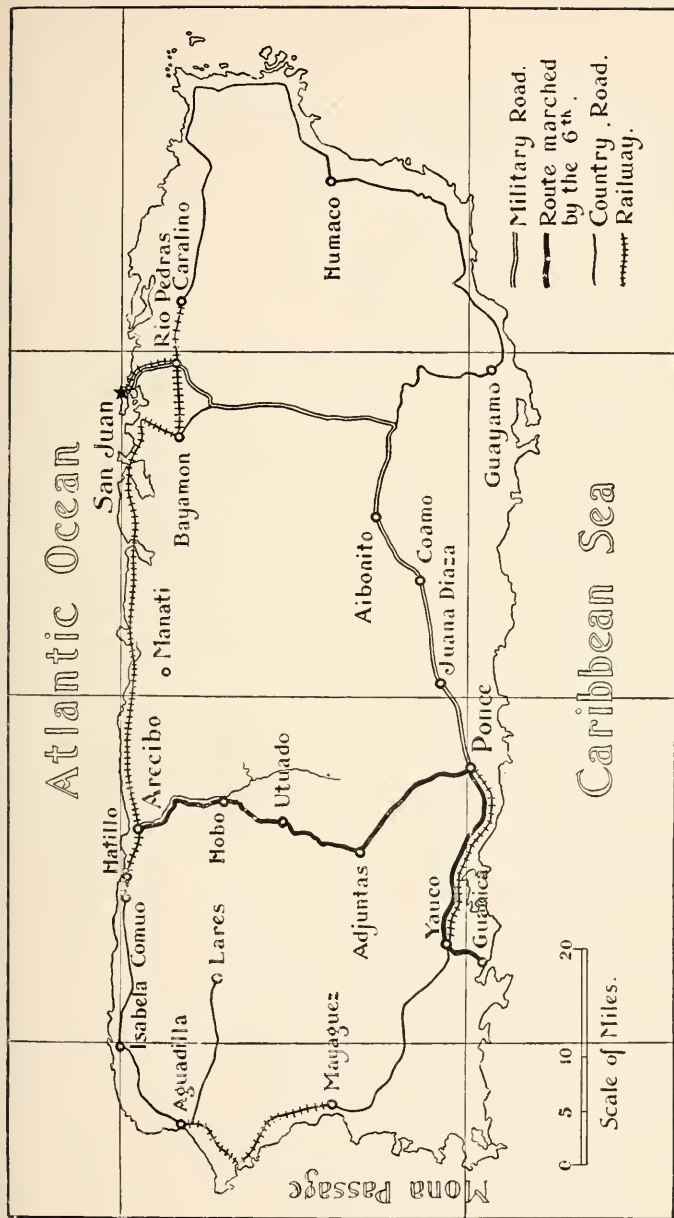 Atlantic Ocean
San Juan
Rio Pedras
Caralino
Bayamon
Manati
Arecibo
Hatillo
Comuo
Isabela
Aguadilla
Lares
Hobo
Utuado
Adjuntas
Mayaguez
Mona Passage
Yauco
Guanica
Ponce
Juana Diaza
Coamo
Aibonito
Guayamo
Humaco
Caribbean Sea
Military Road.
Route marched
by the 6th.
Country . Road.
Railway.
0 5 10 20
Scale of Miles.